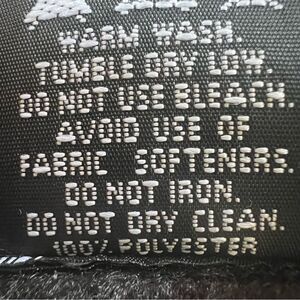 WARM WASH.
TUMBLE DRY LOW.
DO NOT USE BLEACH.
AVOID USE OF
FABRIC SOFTENERS.
DO NOT IRON.
DO NOT DRY CLEAN.
100% POLYESTER